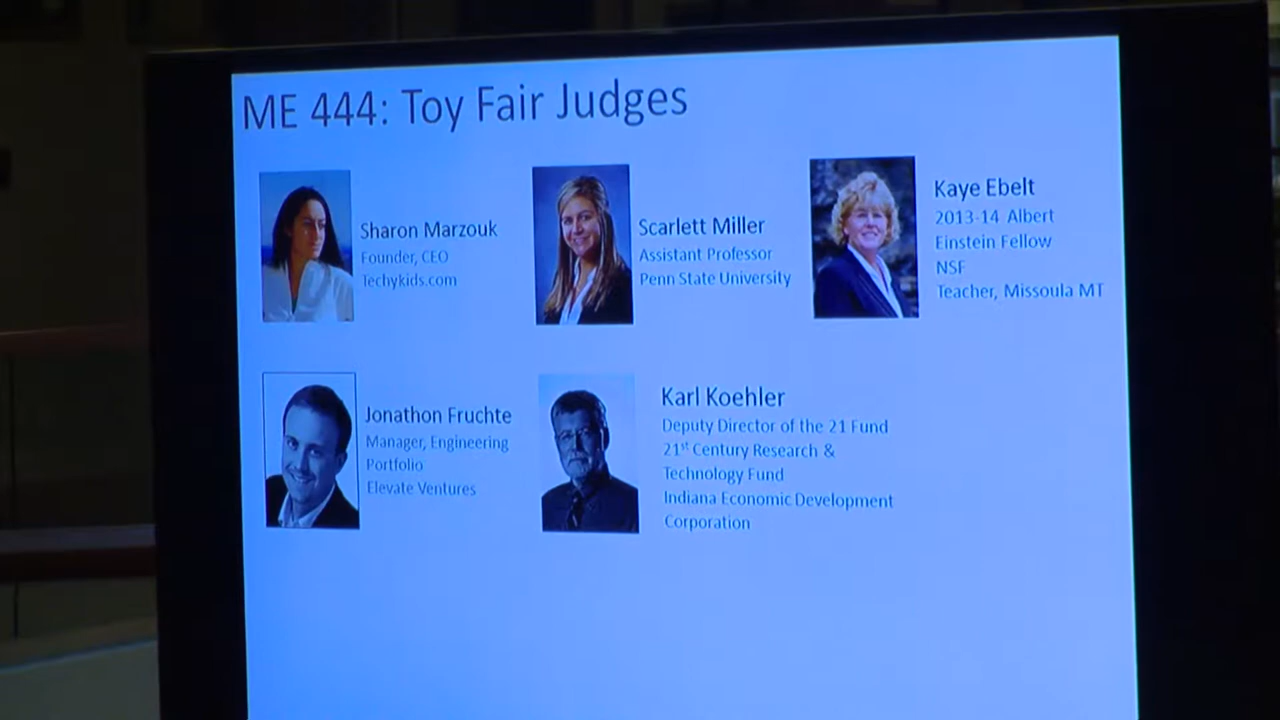 ME 444: Toy Fair Judges
Sharon Marzouk
Founder, CEO
Techykids.com
Scarlett Miller
Assistant Professor
Penn State University
Kaye Ebelt
2013-14 Albert
Einstein Fellow
NSF
Teacher, Missoula MT
Jonathon Fruchte
Manager, Engineering
Portfolio
Elevate Ventures
Karl Koehler
Deputy Director of the 21 Fund
21st Century Research &
Technology Fund
Indiana Economic Development
Corporation